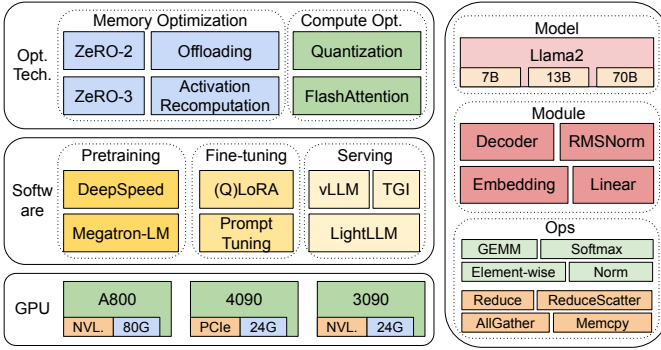 Opt.
Tech.
Memory Optimization
ZeRO-2
Offloading
ZeRO-3
Activation
Recomputation
Compute Opt.
Quantization
FlashAttention
Softw
are
Pretraining
DeepSpeed
Megatron-LM
Fine-tuning
(Q)LoRA
Prompt
Tuning
Serving
vLLM
TGI
LightLLM
GPU
A800
NVL.
80G
4090
PCIe
24G
3090
NVL.
24G
Model
Llama2
7B
13B
70B
Module
Decoder
RMSNorm
Embedding
Linear
Ops
GEMM
Softmax
Element-wise
Norm
Reduce
ReduceScatter
AllGather
Memcpy